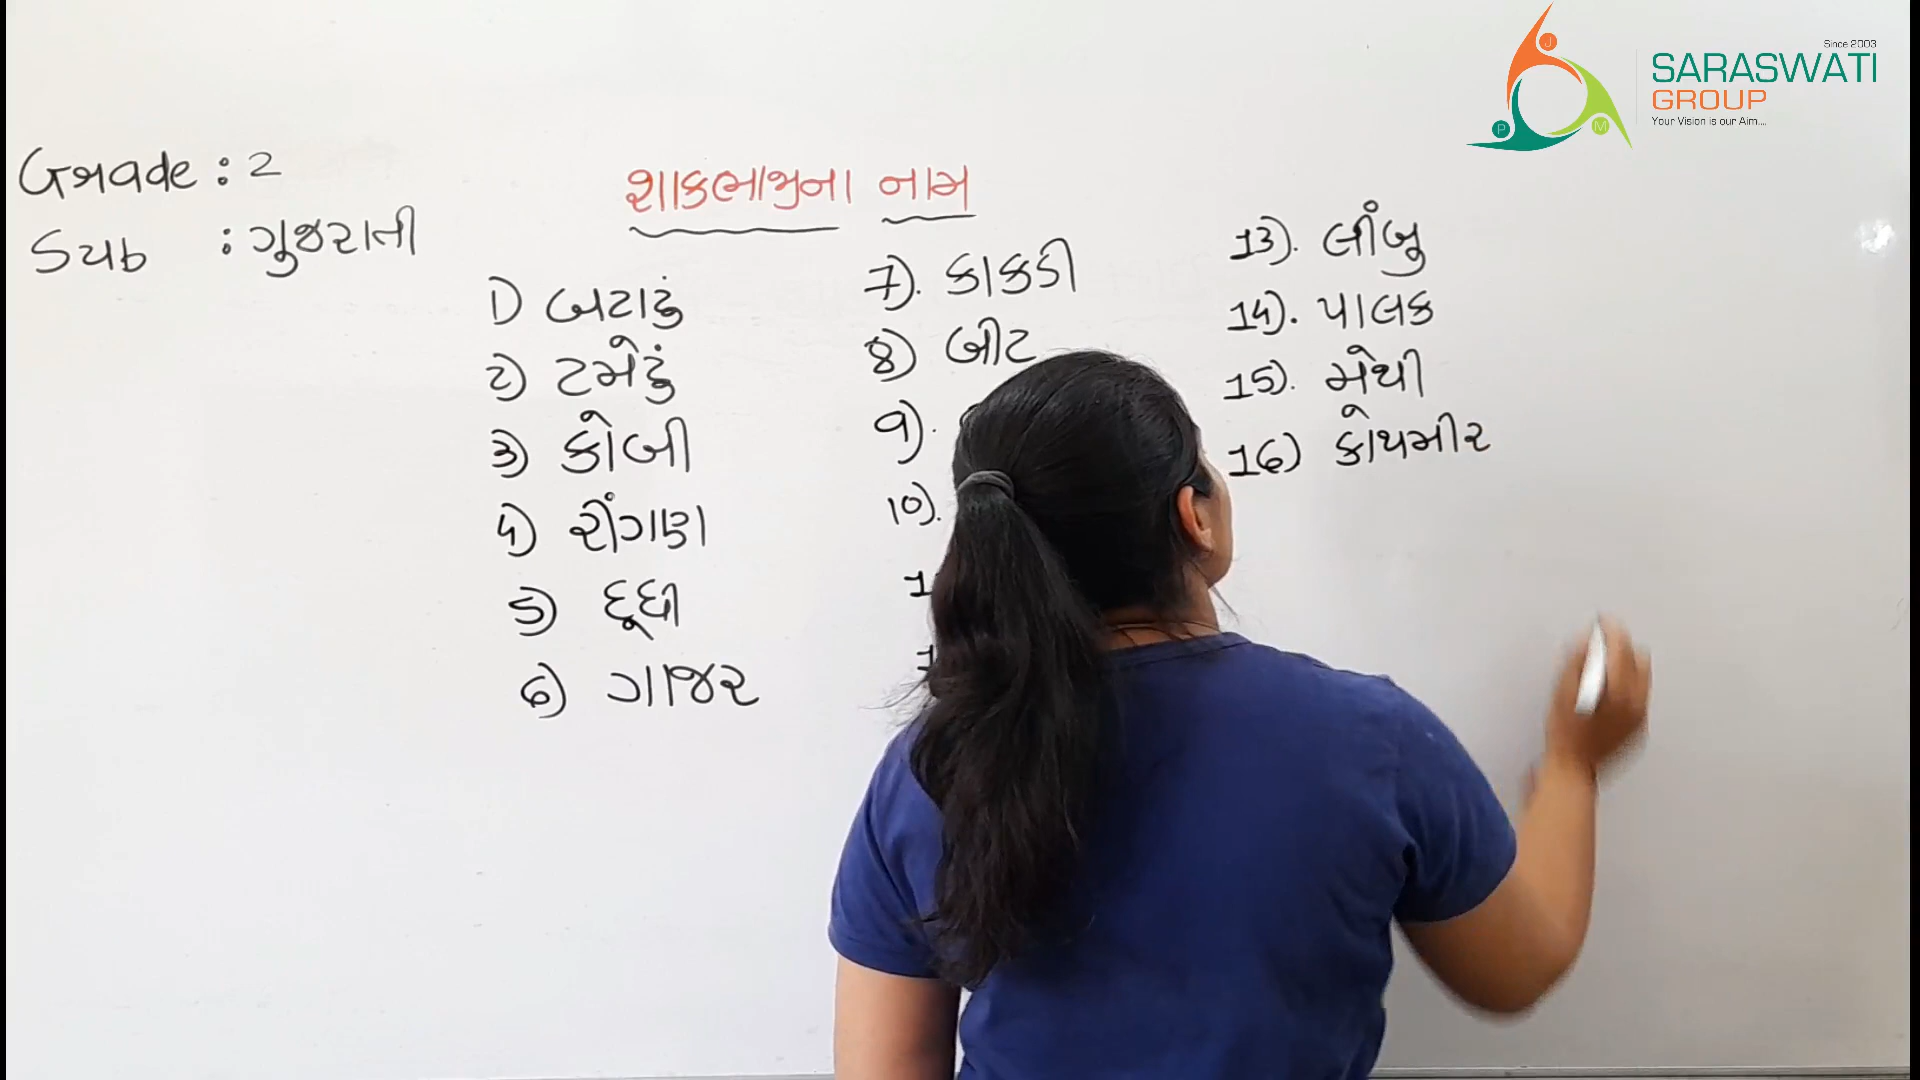 Since 2003
SARASWATI
GROUP
Your Vision is our Aim....
Grade : 2
Sub : ગુજરાતી
શાકભાજીના નામ
1) બટાટું
2) ટમેટું
3) કોબી
4) રીંગણ
5) દૂધી
6) ગાજર
7). કાકડી
8) બીટ
9).
10).
13). લીંબુ
14). પાલક
15). મેથી
16) કોથમીર